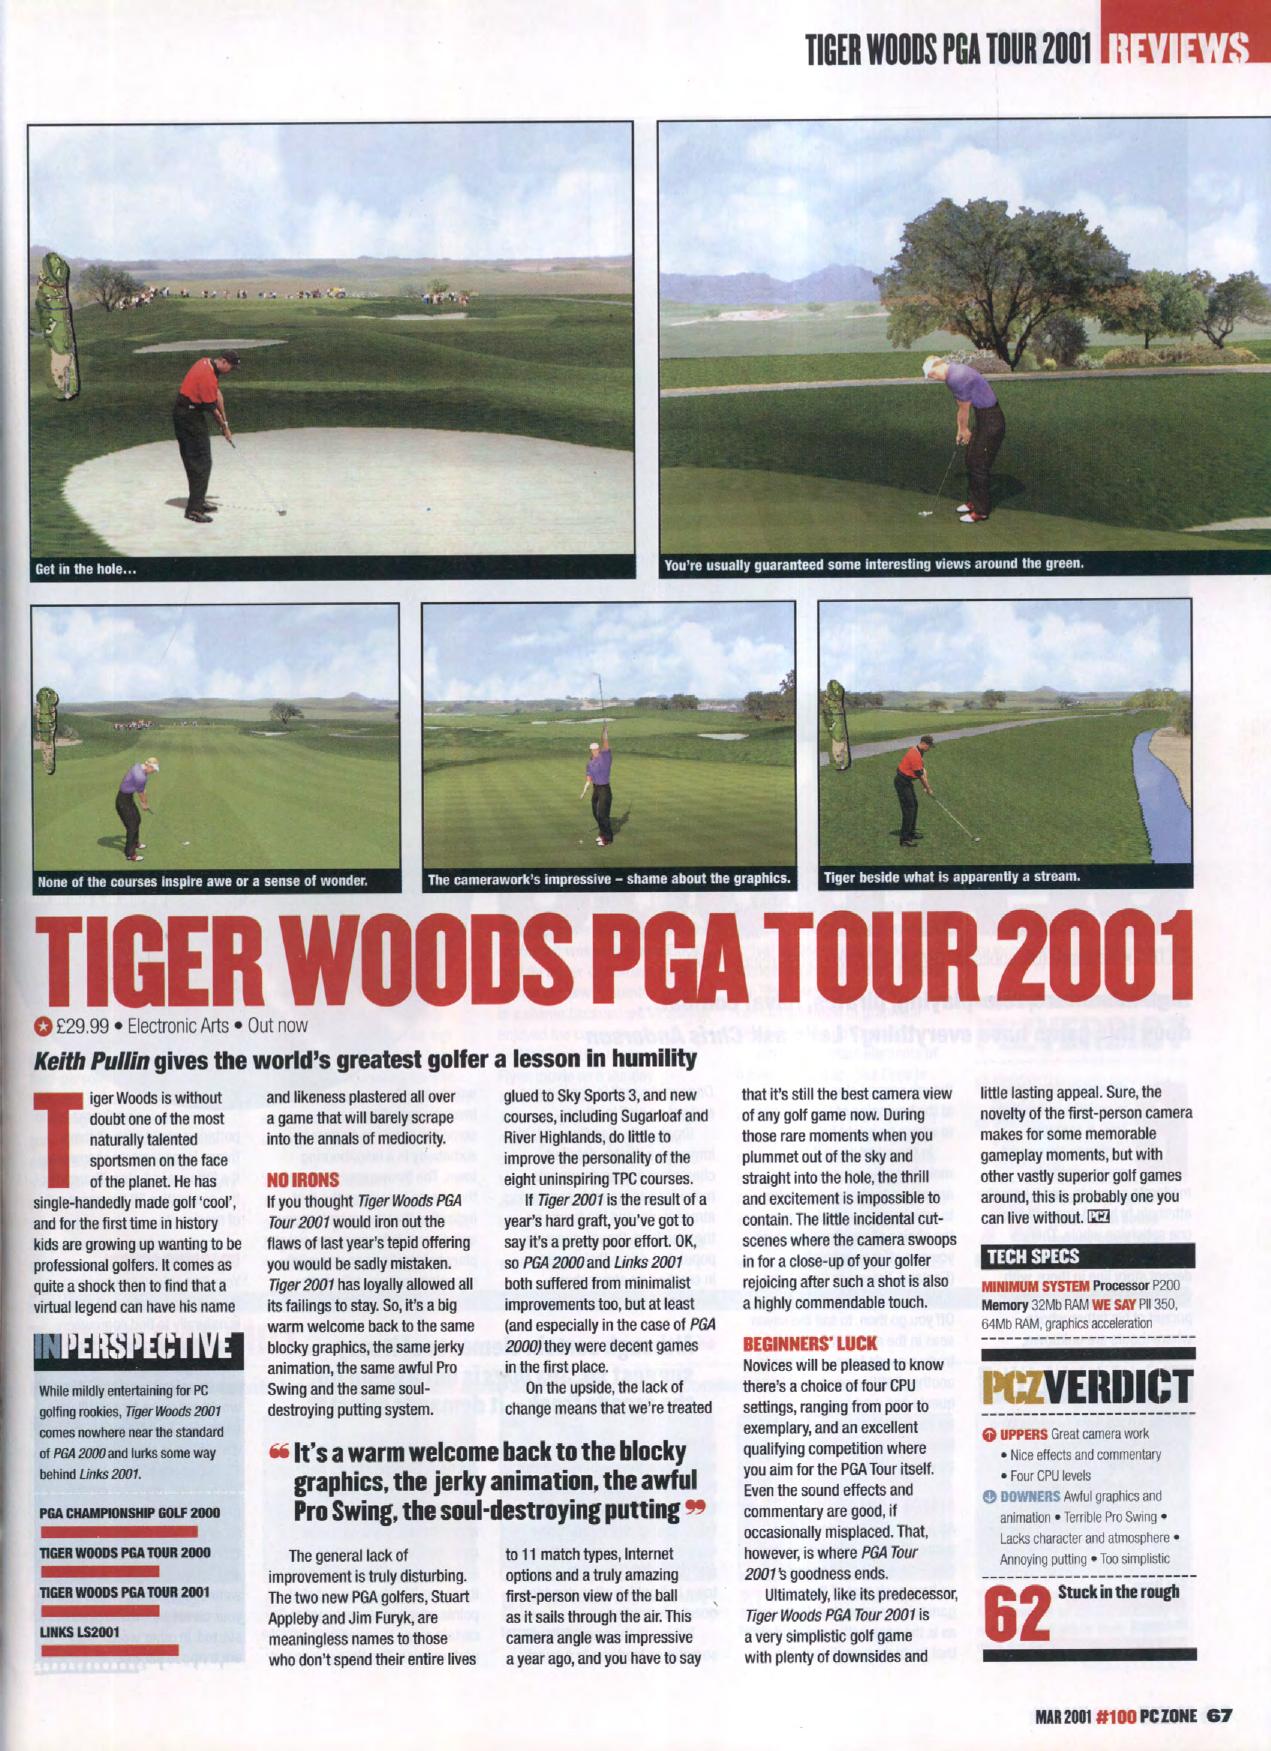 TIGER WOODS PGA TOUR 2001 REVIEWS
Get in the hole...
You're usually guaranteed some interesting views around the green.
None of the courses inspire awe or a sense of wonder.
The camerawork's impressive – shame about the graphics.
Tiger beside what is apparently a stream.
TIGER WOODS PGA TOUR 2001
£29.99 • Electronic Arts • Out now
Keith Pullin gives the world's greatest golfer a lesson in humility
Tiger Woods is without
doubt one of the most
naturally talented
sportsmen on the face
of the planet. He has
single-handedly made golf 'cool',
and for the first time in history
kids are growing up wanting to be
professional golfers. It comes as
quite a shock then to find that a
virtual legend can have his name
INPERSPECTIVE
While mildly entertaining for PC
golfing rookies, Tiger Woods 2001
comes nowhere near the standard
of PGA 2000 and lurks some way
behind Links 2001.
PGA CHAMPIONSHIP GOLF 2000
TIGER WOODS PGA TOUR 2000
TIGER WOODS PGA TOUR 2001
LINKS LS2001
and likeness plastered all over
a game that will barely scrape
into the annals of mediocrity.
NO IRONS
If you thought Tiger Woods PGA
Tour 2001 would iron out the
flaws of last year's tepid offering
you would be sadly mistaken.
Tiger 2001 has loyally allowed all
its failings to stay. So, it's a big
warm welcome back to the same
blocky graphics, the same jerky
animation, the same awful Pro
Swing and the same soul-
destroying putting system.
“It's a warm welcome back to the blocky
graphics, the jerky animation, the awful
Pro Swing, the soul-destroying putting”
The general lack of
improvement is truly disturbing.
The two new PGA golfers, Stuart
Appleby and Jim Furyk, are
meaningless names to those
who don't spend their entire lives
glued to Sky Sports 3, and new
courses, including Sugarloaf and
River Highlands, do little to
improve the personality of the
eight uninspiring TPC courses.
If Tiger 2001 is the result of a
year's hard graft, you've got to
say it's a pretty poor effort. OK,
so PGA 2000 and Links 2001
both suffered from minimalist
improvements too, but at least
(and especially in the case of PGA
2000) they were decent games
in the first place.
On the upside, the lack of
change means that we're treated
to 11 match types, Internet
options and a truly amazing
first-person view of the ball
as it sails through the air. This
camera angle was impressive
a year ago, and you have to say
that it's still the best camera view
of any golf game now. During
those rare moments when you
plummet out of the sky and
straight into the hole, the thrill
and excitement is impossible to
contain. The little incidental cut-
scenes where the camera swoops
in for a close-up of your golfer
rejoicing after such a shot is also
a highly commendable touch.
BEGINNERS' LUCK
Novices will be pleased to know
there's a choice of four CPU
settings, ranging from poor to
exemplary, and an excellent
qualifying competition where
you aim for the PGA Tour itself.
Even the sound effects and
commentary are good, if
occasionally misplaced. That,
however, is where PGA Tour
2001's goodness ends.
Ultimately, like its predecessor,
Tiger Woods PGA Tour 2001 is
a very simplistic golf game
with plenty of downsides and
little lasting appeal. Sure, the
novelty of the first-person camera
makes for some memorable
gameplay moments, but with
other vastly superior golf games
around, this is probably one you
can live without. PCZ
TECH SPECS
MINIMUM SYSTEM Processor P200
Memory 32Mb RAM WE SAY PII 350,
64Mb RAM, graphics acceleration
PCZVERDICT
UPPERS Great camera work
• Nice effects and commentary
• Four CPU levels
DOWNERS Awful graphics and
animation • Terrible Pro Swing •
Lacks character and atmosphere •
Annoying putting • Too simplistic
62 Stuck in the rough
MAR 2001 #100 PC ZONE 67